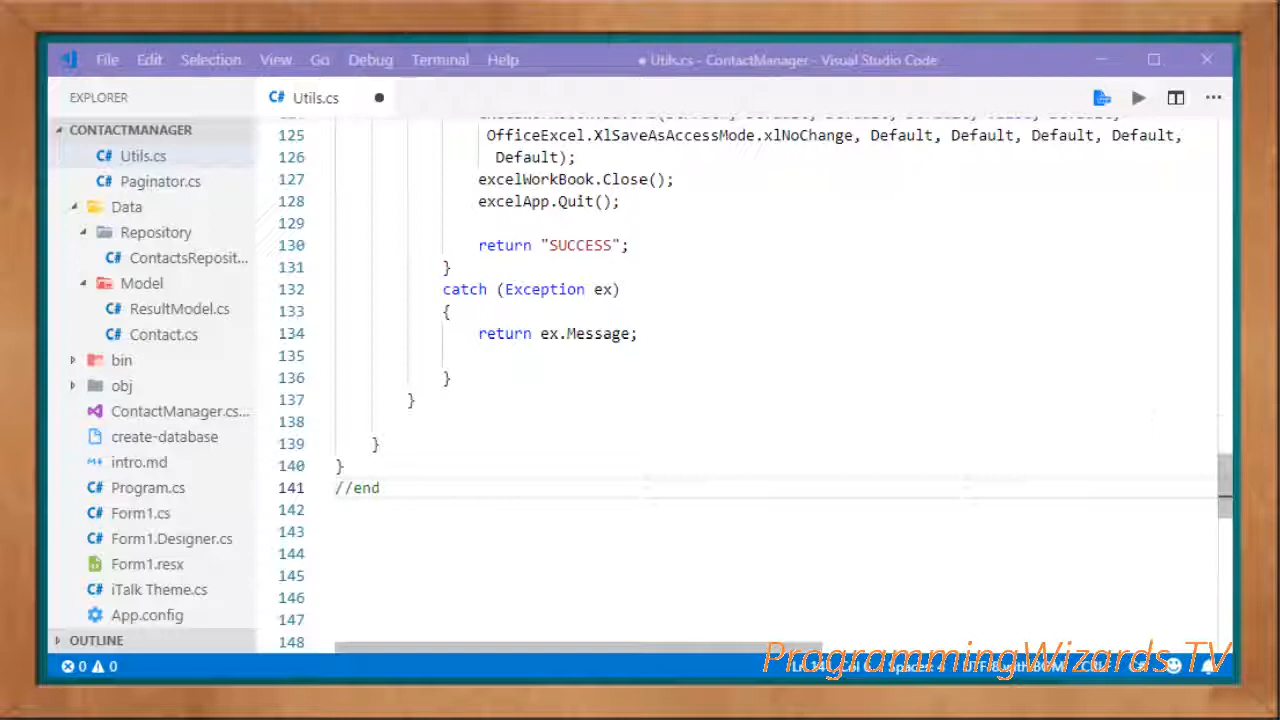 File Edit Selection View Go Debug Terminal Help ● Utils.cs - ContactManager - Visual Studio Code
EXPLORER
C# Utils.cs
CONTACTMANAGER
C# Utils.cs
C# Paginator.cs
Data
Repository
C# ContactsReposit...
Model
C# ResultModel.cs
C# Contact.cs
bin
obj
ContactManager.cs...
create-database
intro.md
C# Program.cs
C# Form1.cs
C# Form1.Designer.cs
Form1.resx
C# iTalk Theme.cs
App.config
OUTLINE
125 OfficeExcel.XlSaveAsAccessMode.xlNoChange, Default, Default, Default, Default,
126 Default);
127 excelWorkBook.Close();
128 excelApp.Quit();
129
130 return "SUCCESS";
131 }
132 catch (Exception ex)
133 {
134 return ex.Message;
135
136 }
137 }
138
139 }
140 }
141 //end
142
143
144
145
146
147
148
0 0
ProgrammingWizards TV